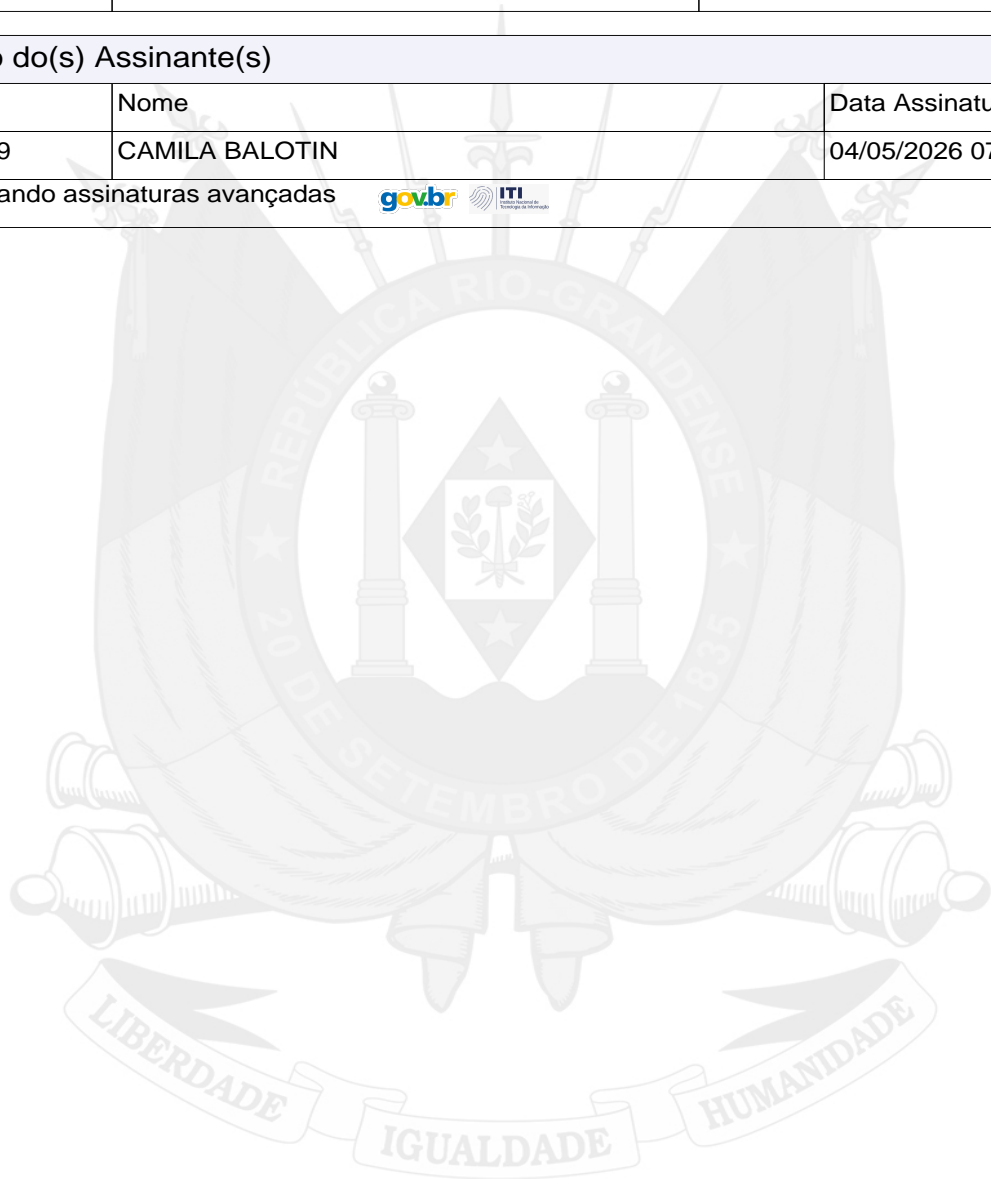 o do(s) Assinante(s)
Nome Data Assinatu
9 CAMILA BALOTIN 04/05/2026 07
ando assinaturas avançadas gov.br ITI
REPÚBLICA RIO-GRANDENSE
20 DE SETEMBRO DE 1835
LIBERDADE IGUALDADE HUMANIDADE